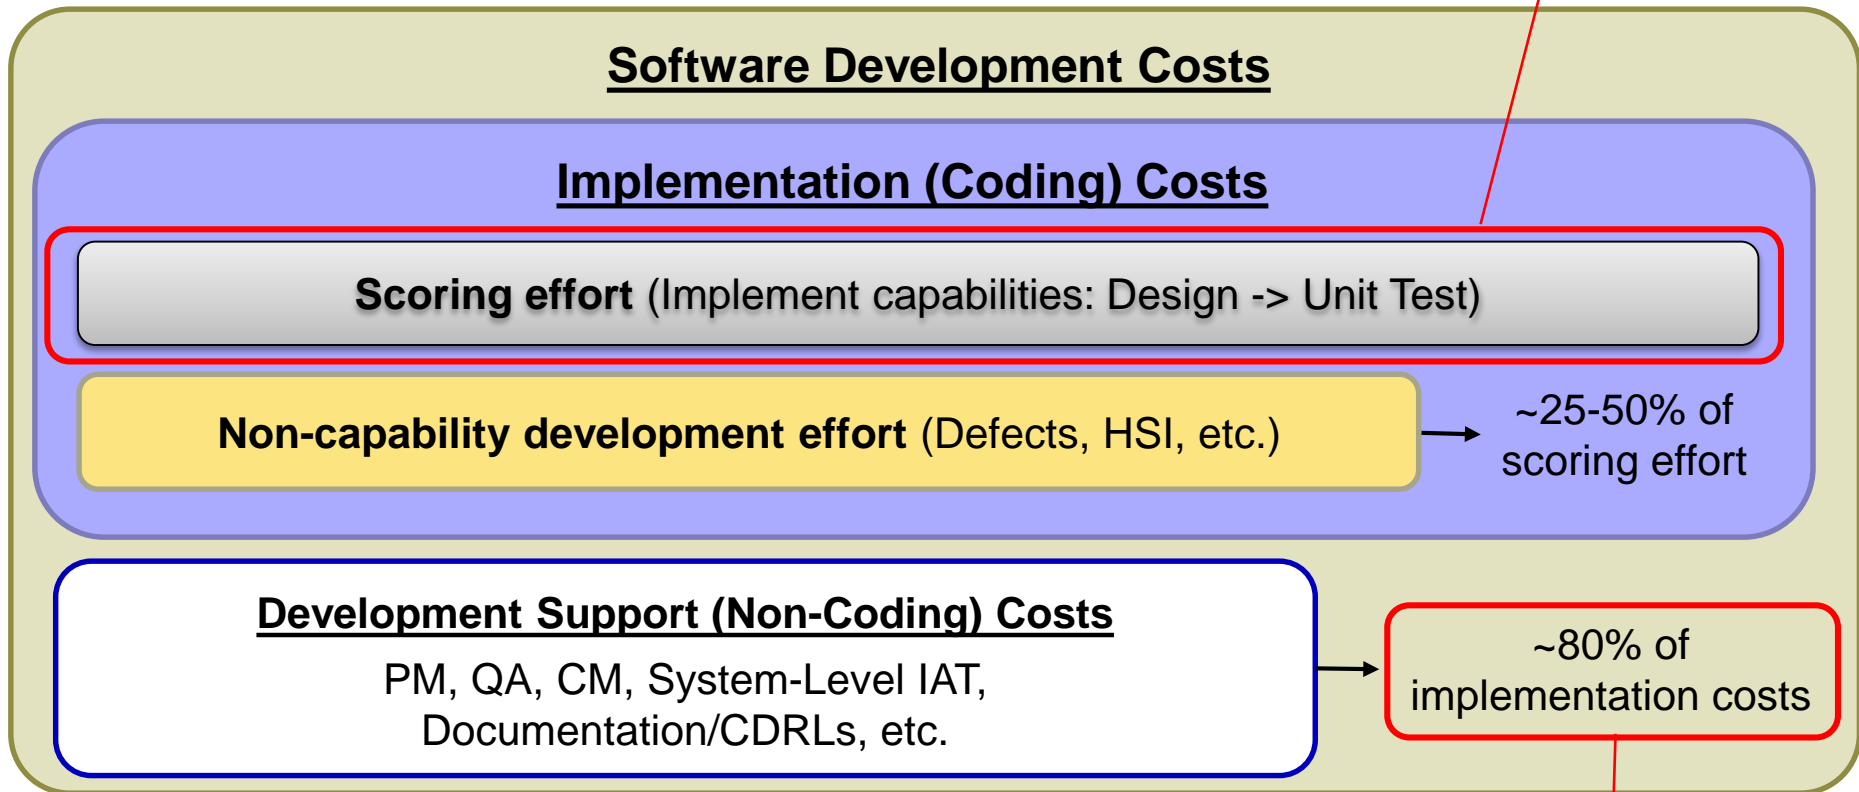 Software Development Costs
Implementation (Coding) Costs
Scoring effort (Implement capabilities: Design -> Unit Test)
Non-capability development effort (Defects, HSI, etc.)
~25-50% of
scoring effort
Development Support (Non-Coding) Costs
PM, QA, CM, System-Level IAT,
Documentation/CDRLs, etc.
~80% of
implementation costs